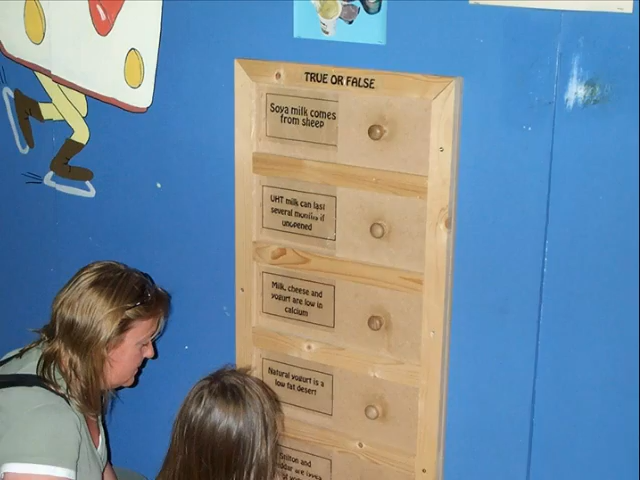 TRUE OR FALSE
Soya milk comes
from sheep
UHT milk can last
several months if
unopened
Milk, cheese and
yogurt are low in
calcium
Natural yogurt is a
low fat desert
and